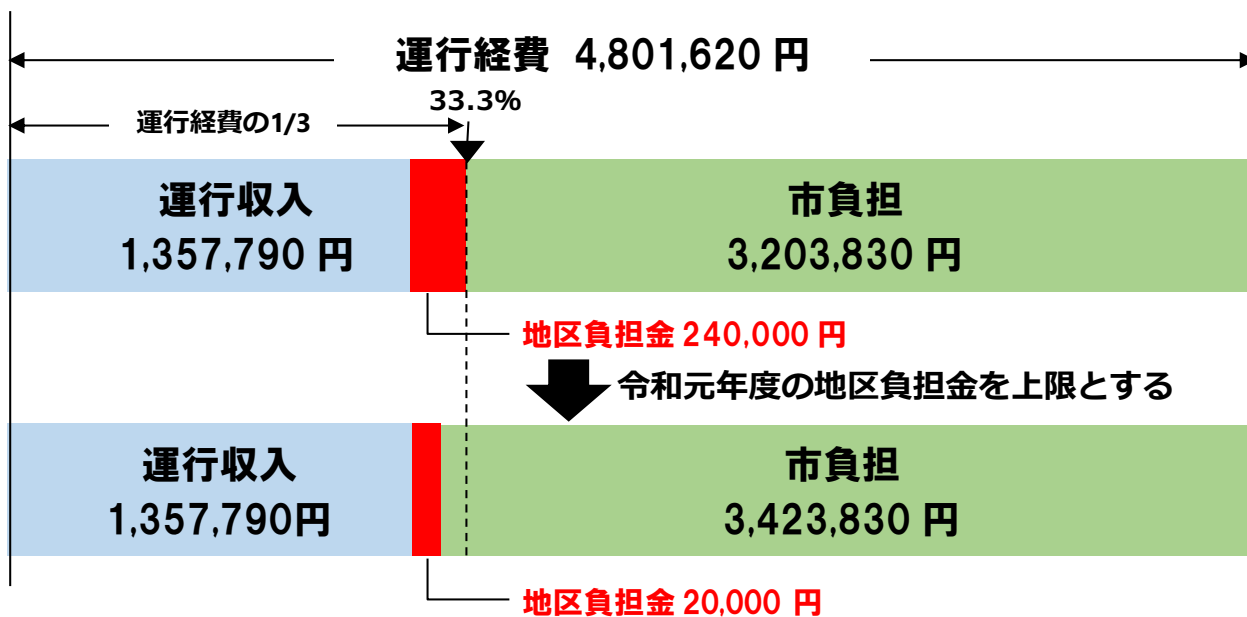 運行経費 4,801,620 円
33.3%
運行経費の1/3
運行収入
1,357,790 円
市負担
3,203,830 円
地区負担金 240,000 円
令和元年度の地区負担金を上限とする
運行収入
1,357,790円
市負担
3,423,830 円
地区負担金 20,000 円